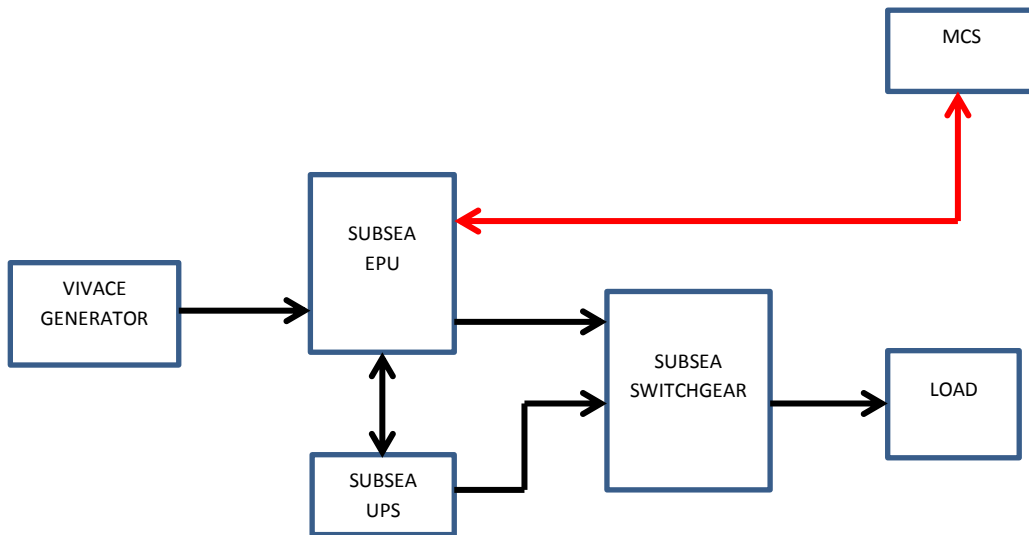 MCS
SUBSEA
EPU
VIVACE
GENERATOR
SUBSEA
SWITCHGEAR
LOAD
SUBSEA
UPS